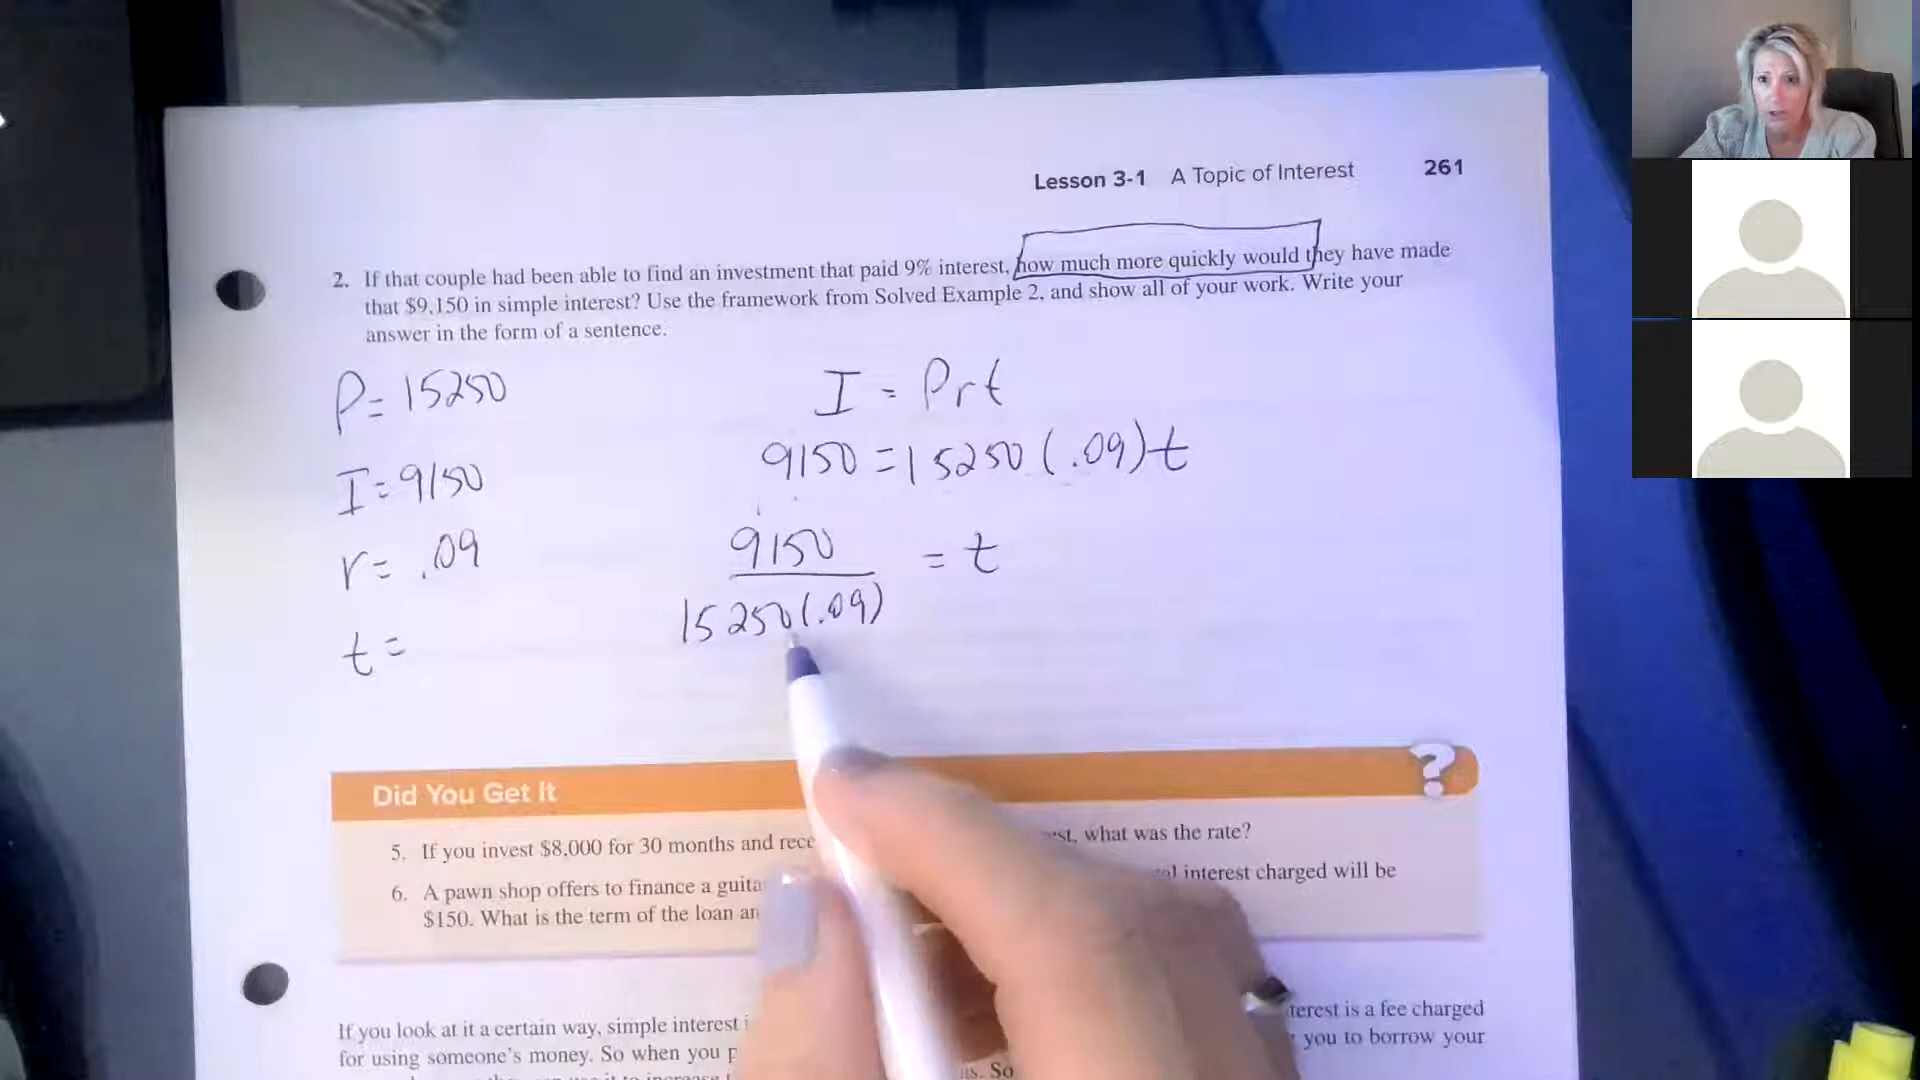 Lesson 3-1 A Topic of Interest 261
2. If that couple had been able to find an investment that paid 9% interest, how much more quickly would they have made
that $9,150 in simple interest? Use the framework from Solved Example 2, and show all of your work. Write your
answer in the form of a sentence.
P = 15250
I = 9150
r = .09
t =
I = Prt
9150 = 15250 (.09) t
9150
15250 (.09)
= t
Did You Get It
?
5. If you invest $8,000 for 30 months and what was the rate?
6. A pawn shop offers to finance a interest charged will be
$150. What is the term of the loan
If you look at it a certain way, simple interest is a fee charged
for using someone's money. So when you you to borrow your
So